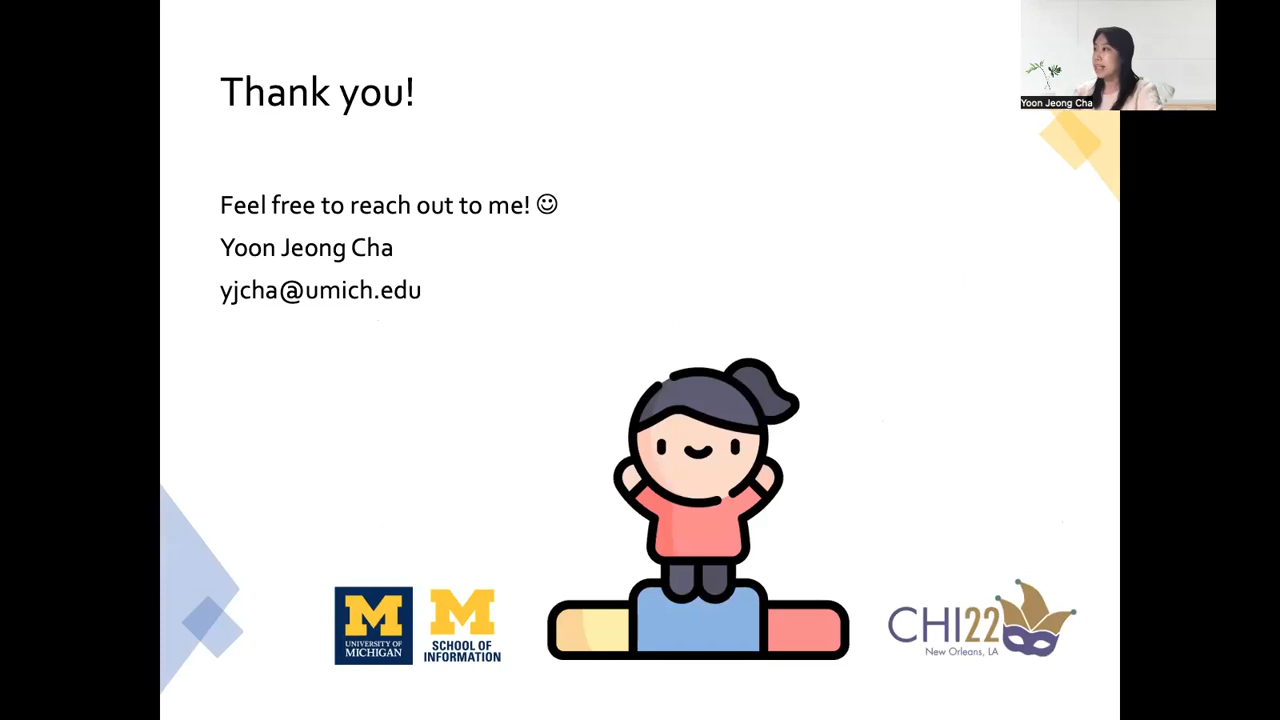 Thank you!
Yoon Jeong Cha
Feel free to reach out to me! ☺
Yoon Jeong Cha
yjcha@umich.edu
M
UNIVERSITY OF
MICHIGAN
M
SCHOOL OF
INFORMATION
CHI22
New Orleans, LA